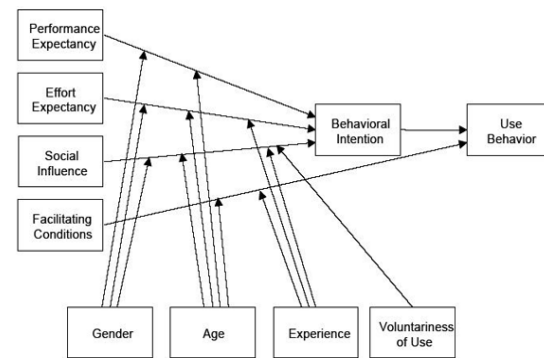 Performance
Expectancy
Effort
Expectancy
Social
Influence
Facilitating
Conditions
Behavioral
Intention
Use
Behavior
Gender
Age
Experience
Voluntariness
of Use